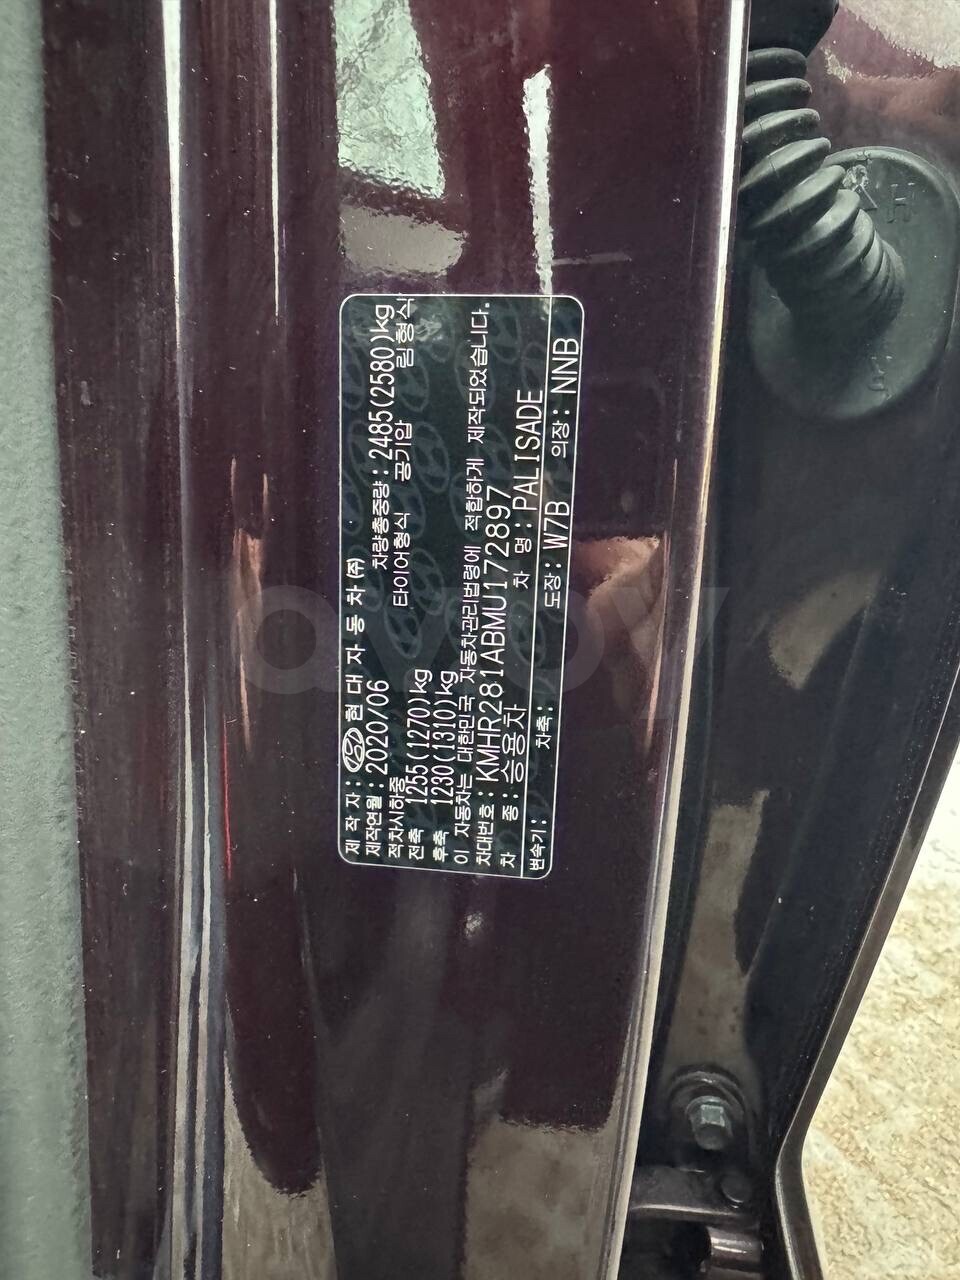 제 작 자 : 현 대 자 동 차 (주)
제작연월 : 2020/06 차량총중량 : 2485(2580)kg
적차시하중 타이어형식 공기압 림형식
전축 1255(1270)kg
후축 1230(1310)kg
이 자동차는 대한민국 자동차관리법령에 적합하게 제작되었습니다.
차대번호 : KMHR281ABMU172897
차 종 : 승용차 차 명 : PALISADE
변속기 : 차축 : 도장 : W7B 의장 : NNB
avby